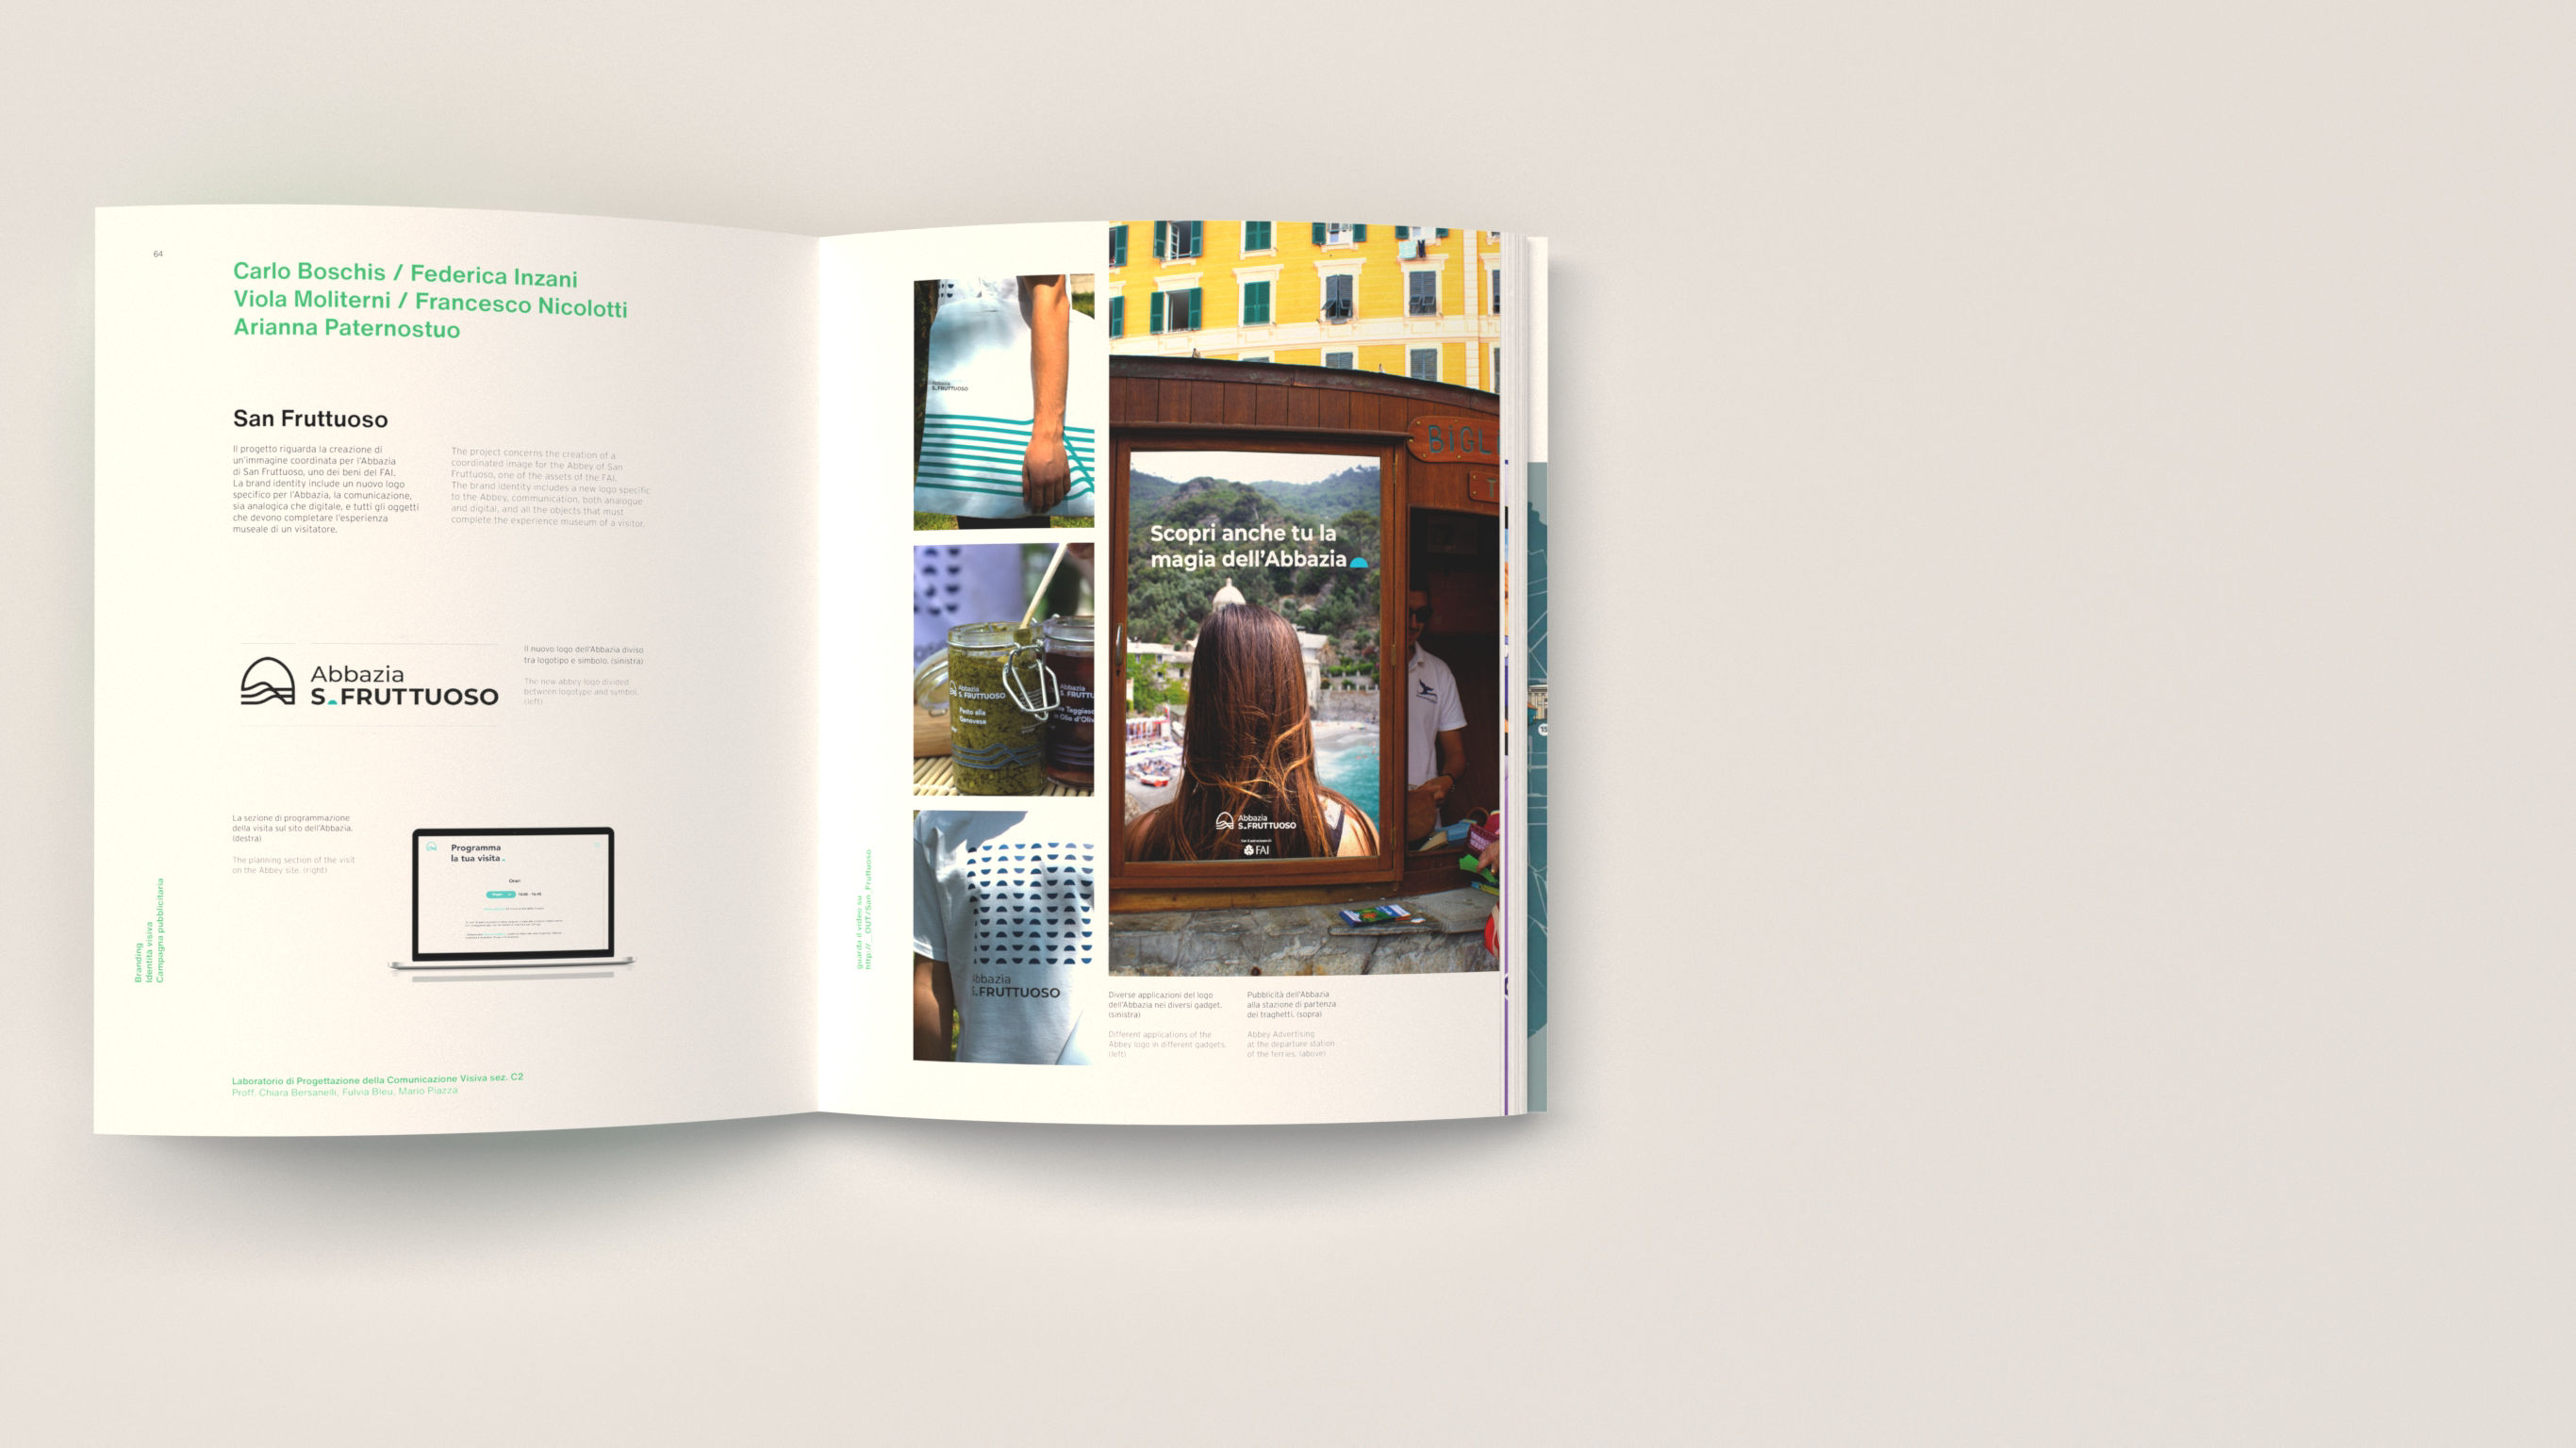 64
Carlo Boschis / Federica Inzani
Viola Moliterni / Francesco Nicolotti
Arianna Paternostuo
San Fruttuoso
Il progetto riguarda la creazione di
un'immagine coordinata per l'Abbazia
di San Fruttuoso, uno dei beni del FAI.
La brand identity include un nuovo logo
specifico per l'Abbazia, la comunicazione,
sia analogica che digitale, e tutti gli oggetti
che devono completare l'esperienza
museale di un visitatore.
The project concerns the creation of a
coordinated image for the Abbey of San
Fruttuoso, one of the assets of the FAI.
The brand identity includes a new logo specific
to the Abbey, communication, both analogue
and digital, and all the objects that must
complete the experience museum of a visitor.
Abbazia
S.FRUTTUOSO
Il nuovo logo dell'Abbazia diviso
tra logotipo e simbolo. (sinistra)
The new abbey logo divided
between logotype and symbol.
(left)
La sezione di programmazione
della visita sul sito dell'Abbazia.
(destra)
The planning section of the visit
on the Abbey site. (right)
Programma
la tua visita
Orari
Branding
Identità visiva
Campagna pubblicitaria
Laboratorio di Progettazione della Comunicazione Visiva sez. C2
Proff. Chiara Bersanelli, Fulvia Bleu, Mario Piazza
guarda il video su
http://__OUT/San_Fruttuoso
Abbazia
S.FRUTTUOSO
Abbazia
S.FRUTTUOSO
Pesto alla
Genovese
Abbazia
S.FRUTTU
Taggias
in Olio d'Oliv
Abbazia
S.FRUTTUOSO
BIGL
T
Scopri anche tu la
magia dell'Abbazia
Abbazia
S.FRUTTUOSO
FAI
Diverse applicazioni del logo
dell'Abbazia nei diversi gadget.
(sinistra)
Different applications of the
Abbey logo in different gadgets.
(left)
Pubblicità dell'Abbazia
alla stazione di partenza
dei traghetti. (sopra)
Abbey Advertising
at the departure station
of the ferries. (above)